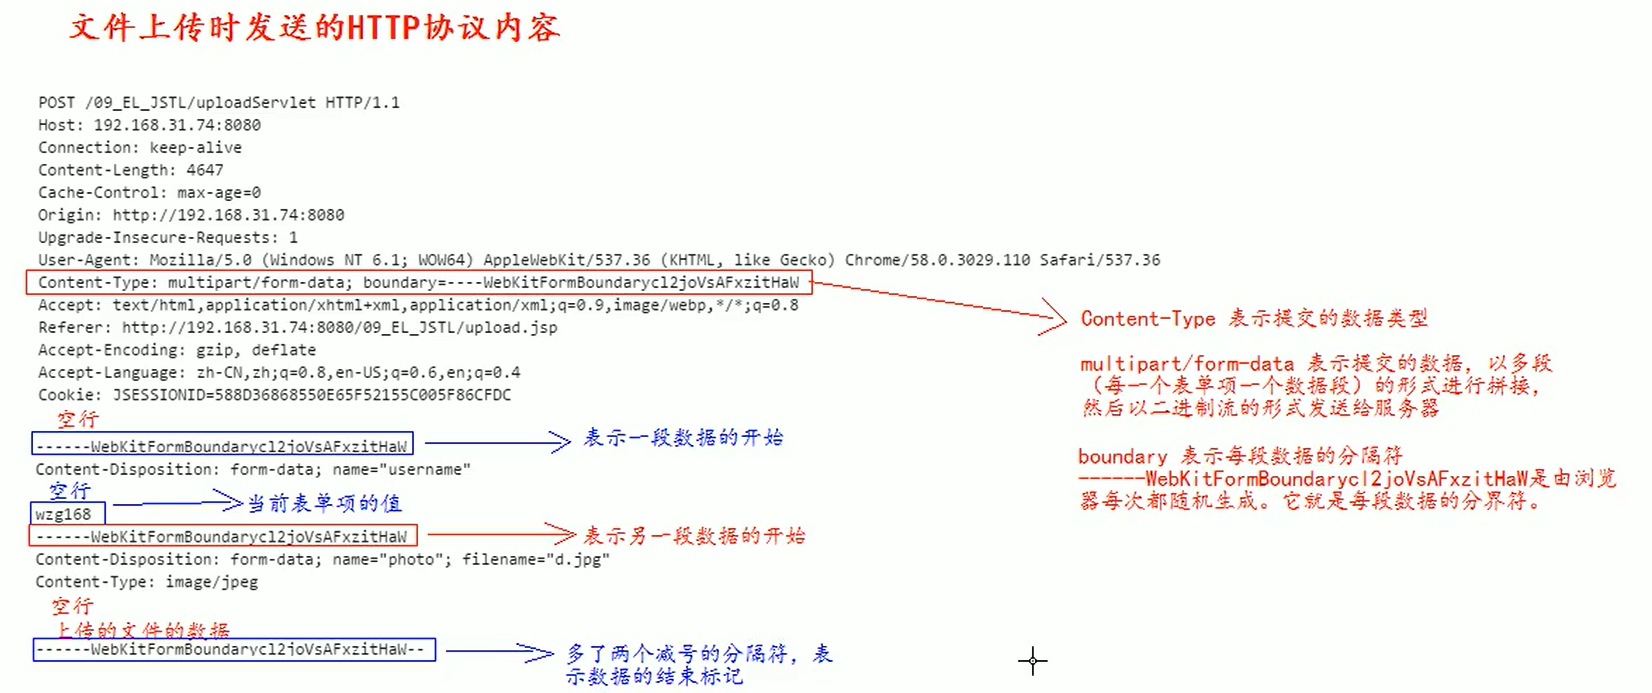 文件上传时发送的HTTP协议内容
POST /09_EL_JSTL/uploadServlet HTTP/1.1
Host: 192.168.31.74:8080
Connection: keep-alive
Content-Length: 4647
Cache-Control: max-age=0
Origin: http://192.168.31.74:8080
Upgrade-Insecure-Requests: 1
User-Agent: Mozilla/5.0 (Windows NT 6.1; WOW64) AppleWebKit/537.36 (KHTML, like Gecko) Chrome/58.0.3029.110 Safari/537.36
Content-Type: multipart/form-data; boundary=----WebKitFormBoundarycl2joVsAFxzitHaW
Accept: text/html,application/xhtml+xml,application/xml;q=0.9,image/webp,*/*;q=0.8
Referer: http://192.168.31.74:8080/09_EL_JSTL/upload.jsp
Accept-Encoding: gzip, deflate
Accept-Language: zh-CN,zh;q=0.8,en-US;q=0.6,en;q=0.4
Cookie: JSESSIONID=588D36868550E65F52155C005F86CFDC
空行
------WebKitFormBoundarycl2joVsAFxzitHaW
表示一段数据的开始
Content-Disposition: form-data; name="username"
空行
当前表单项的值
wzg168
------WebKitFormBoundarycl2joVsAFxzitHaW
表示另一段数据的开始
Content-Disposition: form-data; name="photo"; filename="d.jpg"
Content-Type: image/jpeg
空行
上传的文件的数据
------WebKitFormBoundarycl2joVsAFxzitHaW--
多了两个减号的分隔符，表
示数据的结束标记
Content-Type 表示提交的数据类型
multipart/form-data 表示提交的数据，以多段
（每一个表单项一个数据段）的形式进行拼接，
然后以二进制流的形式发送给服务器
boundary 表示每段数据的分隔符
------WebKitFormBoundarycl2joVsAFxzitHaW是由浏览
器每次都随机生成。它就是每段数据的分界符。